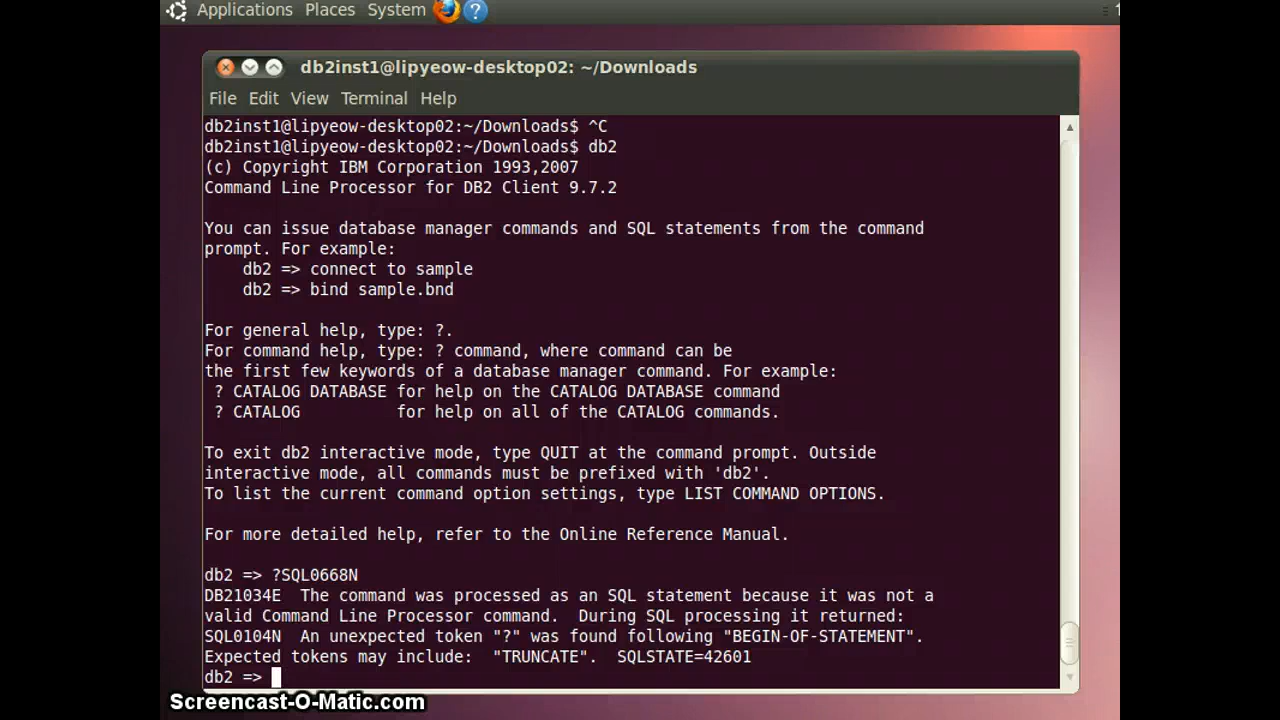 Applications Places System
db2inst1@lipyeow-desktop02: ~/Downloads
File Edit View Terminal Help
db2inst1@lipyeow-desktop02:~/Downloads$ ^C
db2inst1@lipyeow-desktop02:~/Downloads$ db2
(c) Copyright IBM Corporation 1993,2007
Command Line Processor for DB2 Client 9.7.2
You can issue database manager commands and SQL statements from the command
prompt. For example:
    db2 => connect to sample
    db2 => bind sample.bnd
For general help, type: ?.
For command help, type: ? command, where command can be
the first few keywords of a database manager command. For example:
 ? CATALOG DATABASE for help on the CATALOG DATABASE command
 ? CATALOG          for help on all of the CATALOG commands.
To exit db2 interactive mode, type QUIT at the command prompt. Outside
interactive mode, all commands must be prefixed with 'db2'.
To list the current command option settings, type LIST COMMAND OPTIONS.
For more detailed help, refer to the Online Reference Manual.
db2 => ?SQL0668N
DB21034E  The command was processed as an SQL statement because it was not a
valid Command Line Processor command.  During SQL processing it returned:
SQL0104N  An unexpected token "?" was found following "BEGIN-OF-STATEMENT".
Expected tokens may include:  "TRUNCATE".  SQLSTATE=42601
db2 =>
Screencast-O-Matic.com